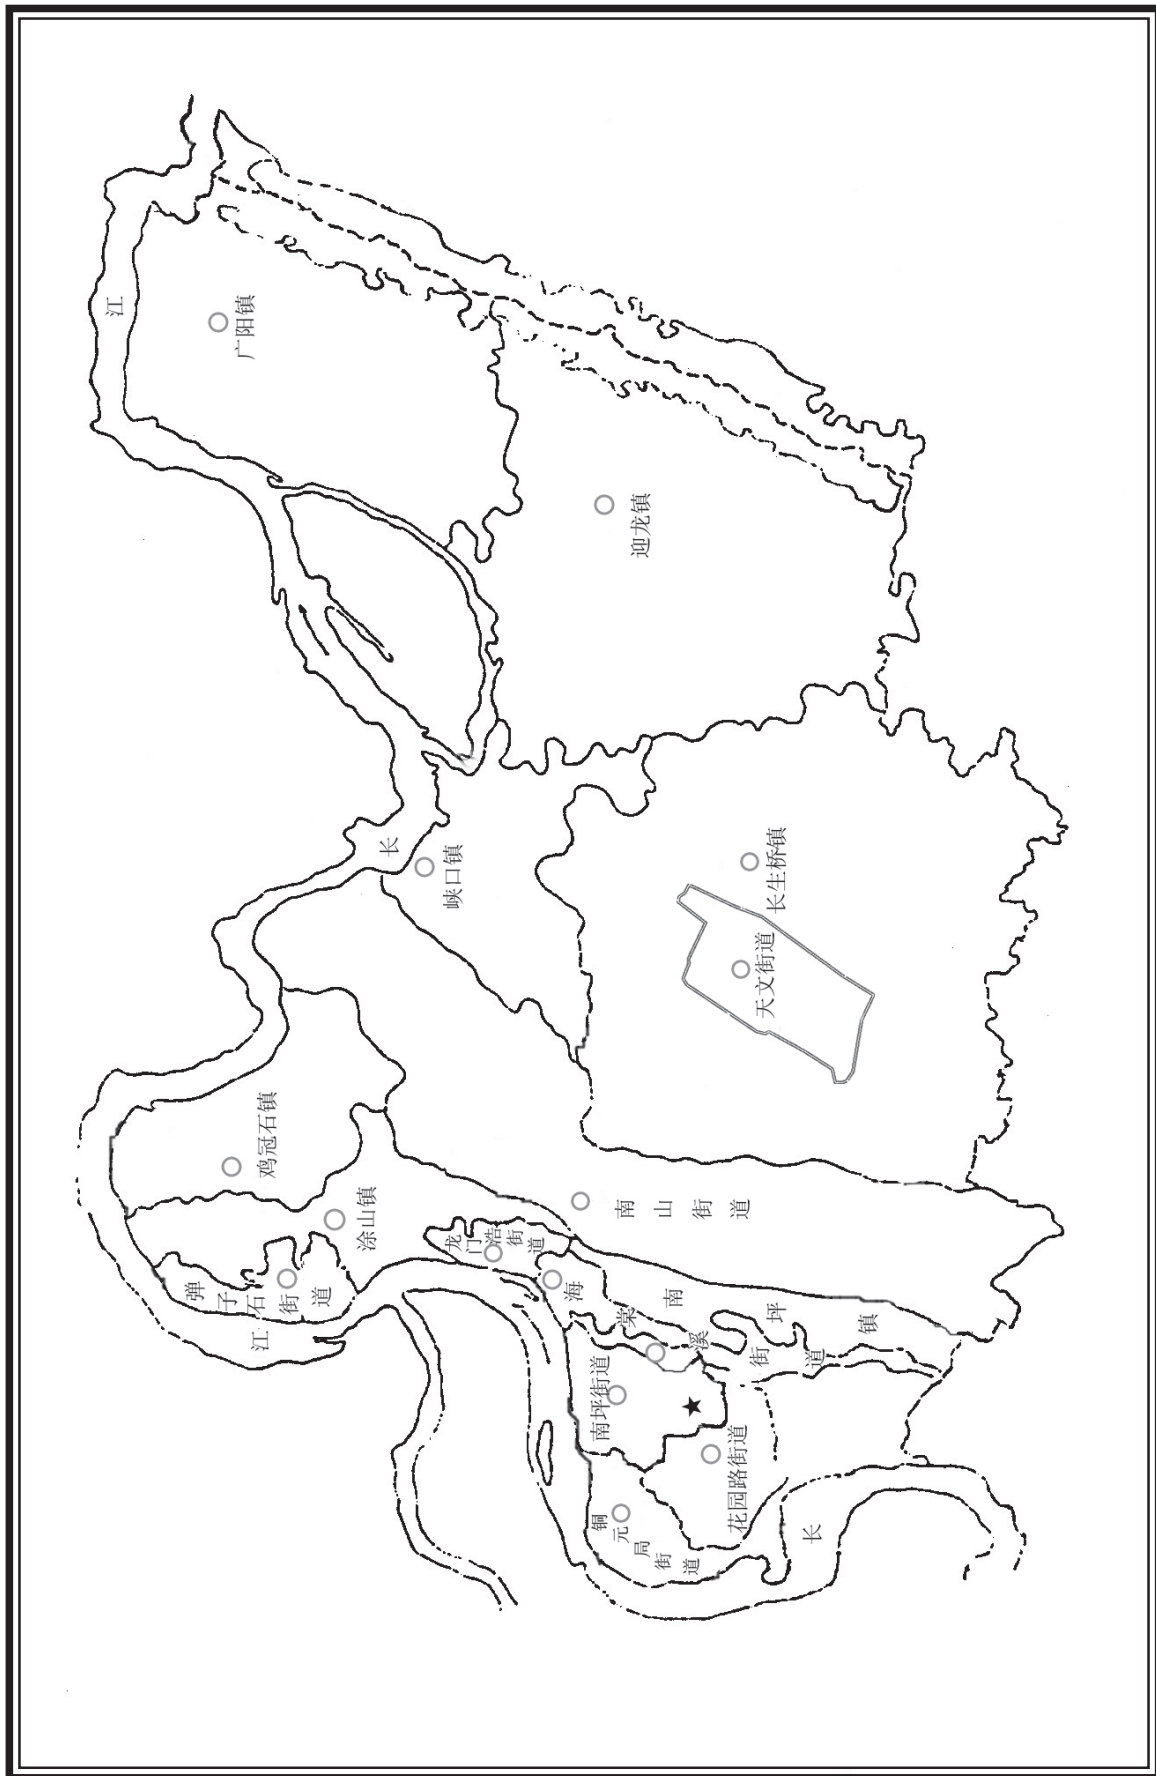 江
广阳镇
迎龙镇
长
峡口镇
长生桥镇
天文街道
鸡冠石镇
涂山镇
南山街道
龙门浩街道
弹子石街道
江
海棠溪街道
南坪镇
南坪街道
花园路街道
铜元局街道
长